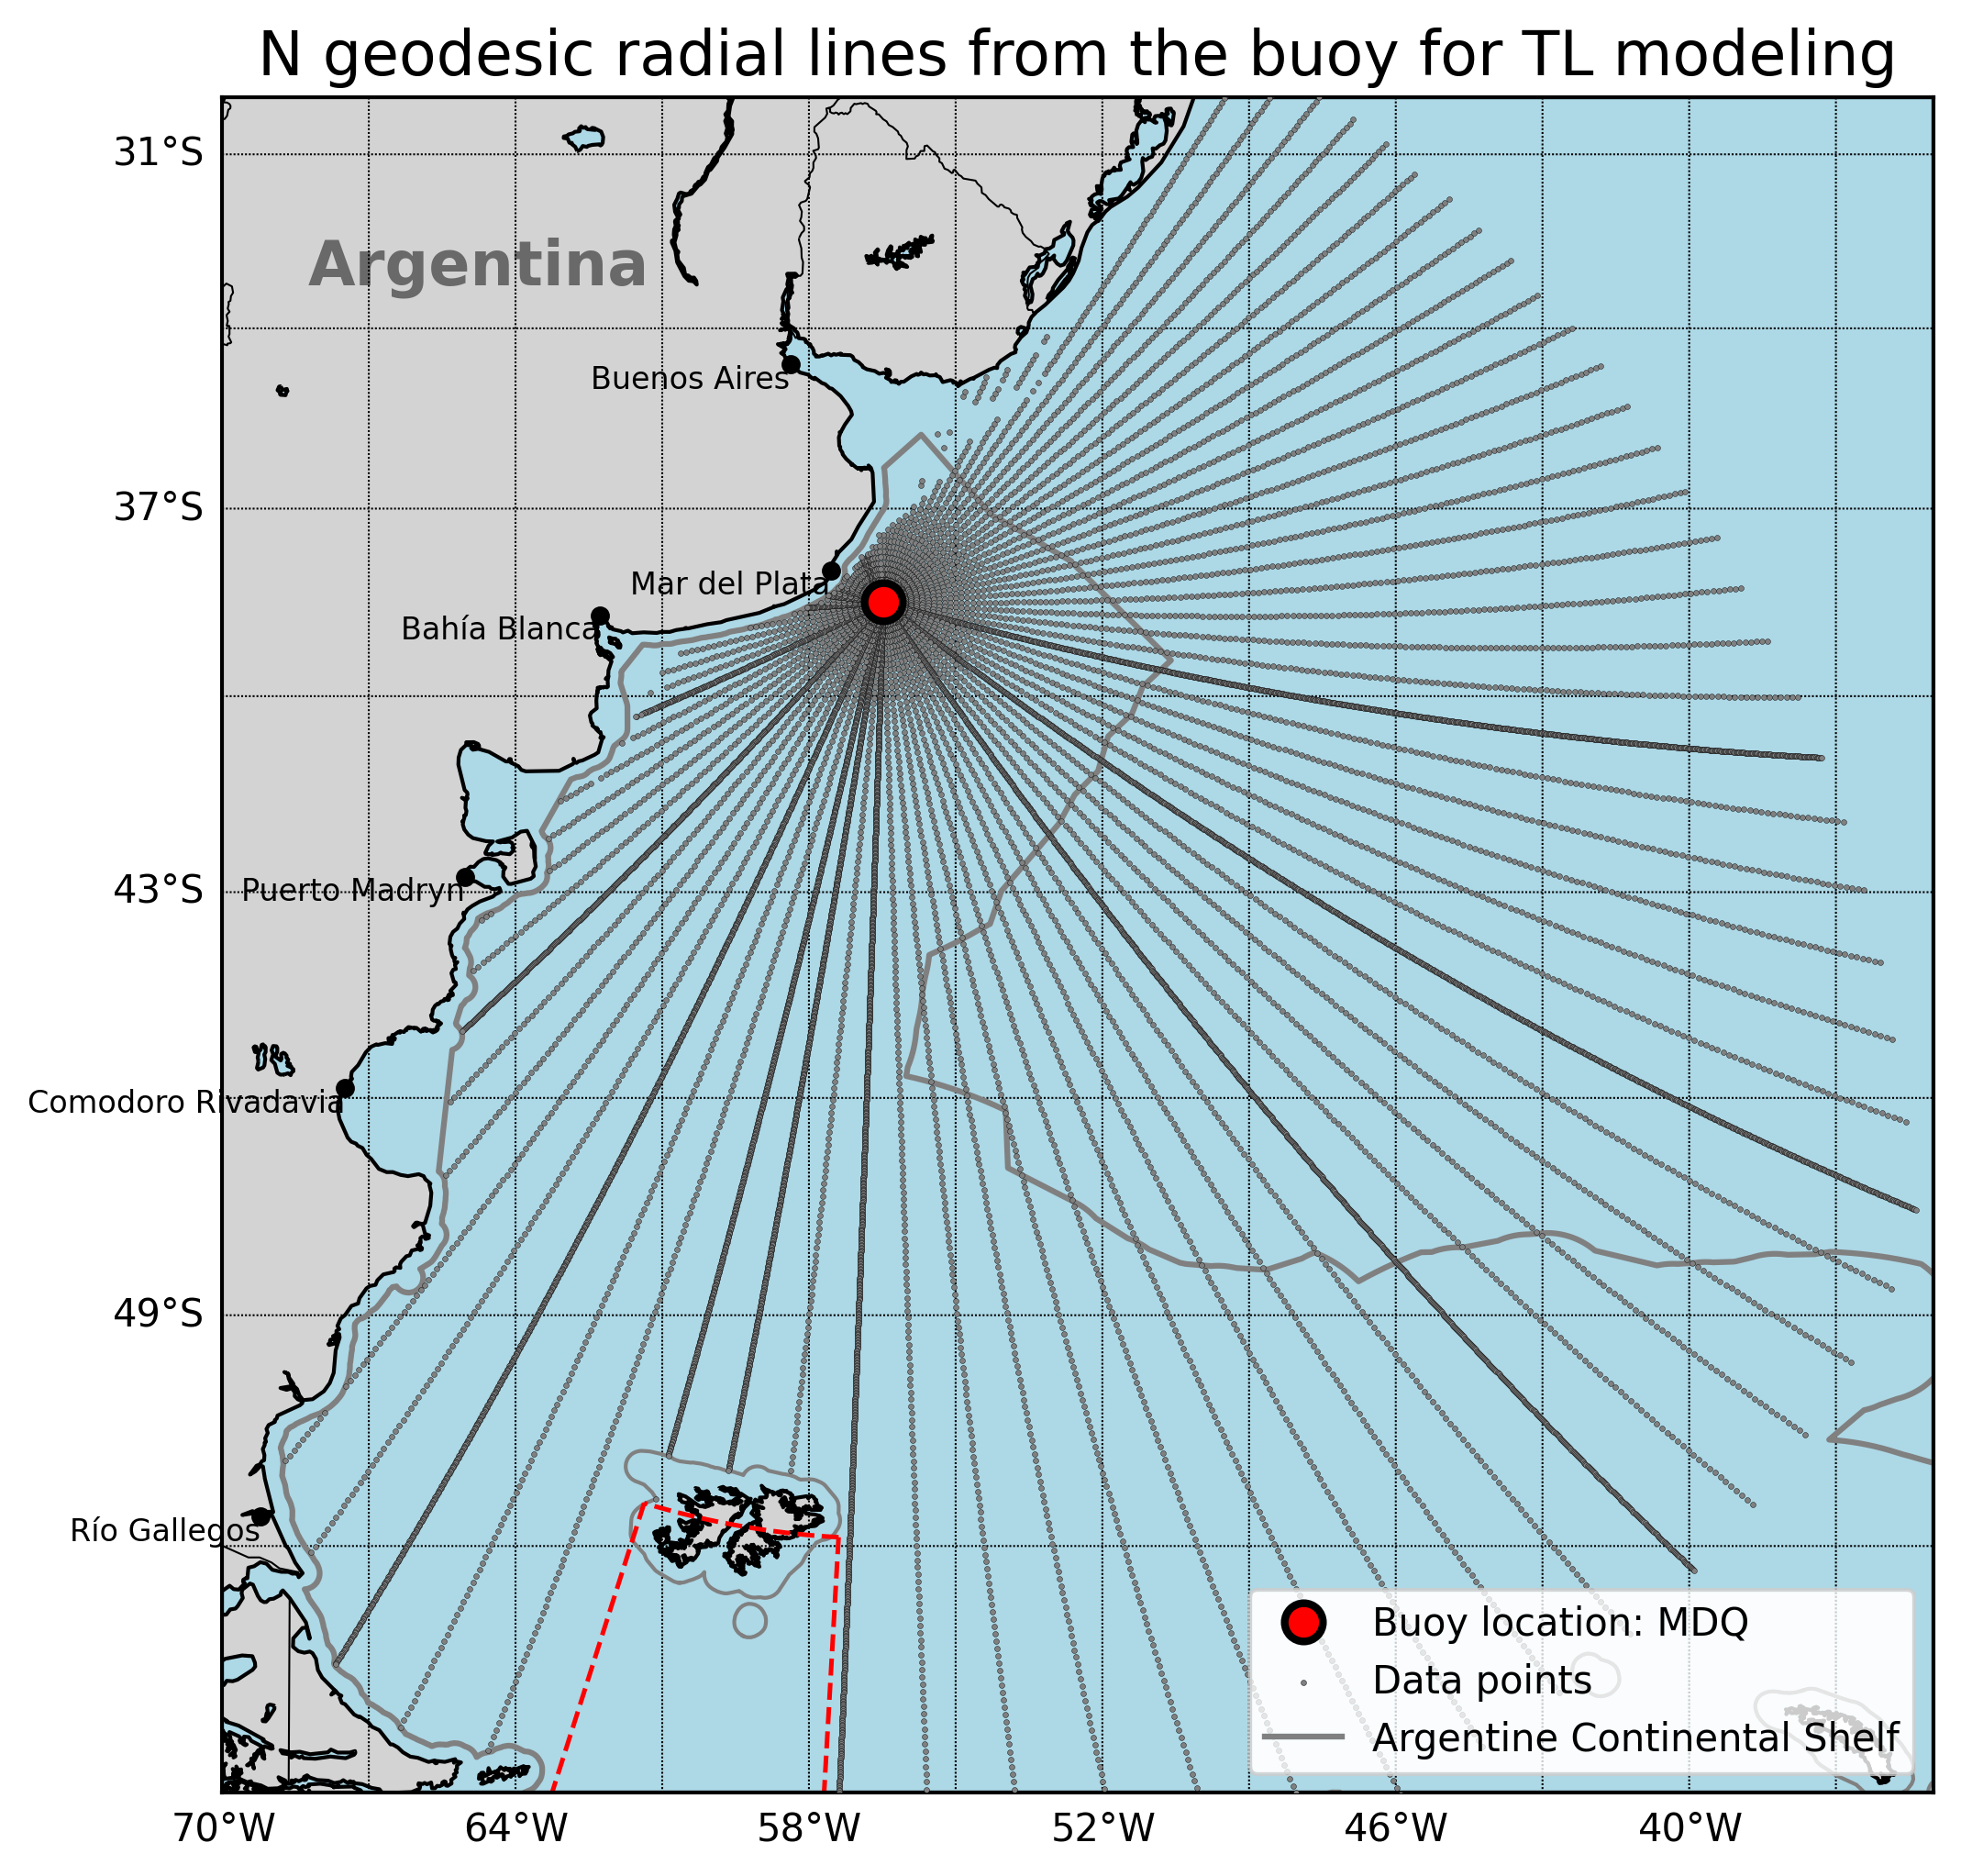 N geodesic radial lines from the buoy for TL modeling
31°S
Argentina
Buenos Aires
37°S
Mar del Plata
Bahía Blanca
43°S
Puerto Madryn
Comodoro Rivadavia
49°S
Río Gallegos
Buoy location: MDQ
Data points
Argentine Continental Shelf
70°W 64°W 58°W 52°W 46°W 40°W